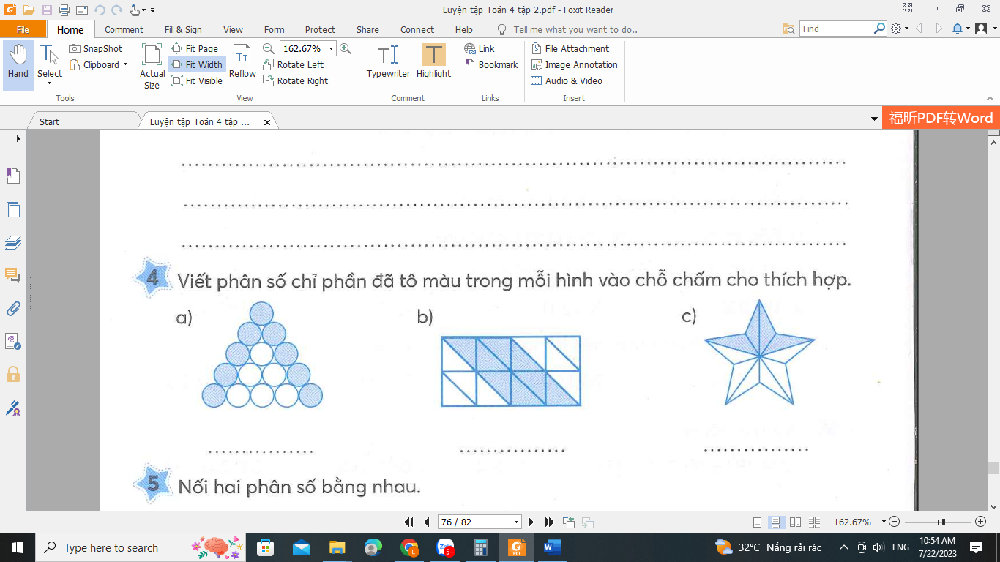 Luyện tập Toán 4 tập 2.pdf - Foxit Reader
File Home Comment Fill & Sign View Form Protect Share Connect Help Tell me what you want to do.. Find
Hand
Select
SnapShot
Clipboard
Tools
Actual Size
Fit Page
Fit Width
Fit Visible
Reflow
162.67%
Rotate Left
Rotate Right
View
Typewriter
Highlight
Comment
Link
Bookmark
Links
File Attachment
Image Annotation
Audio & Video
Insert
Start
Luyện tập Toán 4 tập ...
福昕PDF转Word
................................................
................................................
................................................
4 Viết phân số chỉ phần đã tô màu trong mỗi hình vào chỗ chấm cho thích hợp.
a) b) c)
............... ............... ...............
5 Nối hai phân số bằng nhau.
76 / 82
162.67%
Type here to search
Zalo
5+
PDF
32°C Nắng rải rác
ENG
10:54 AM
7/22/2023